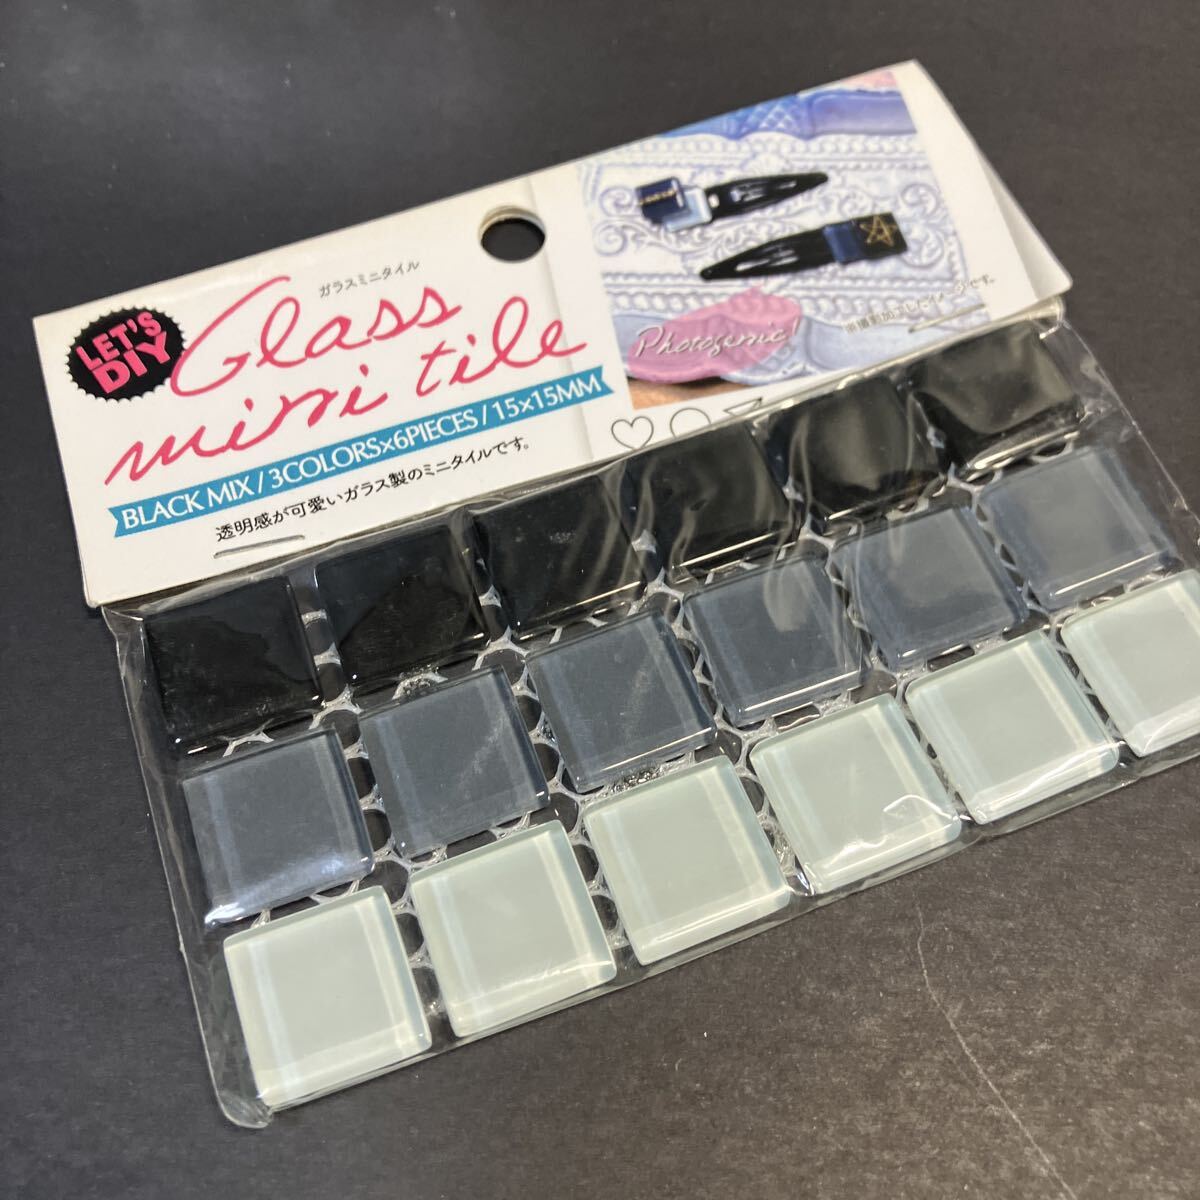 LET'S
DIY
ガラスミニタイル
Glass
mini tile
BLACK MIX / 3COLORS×6PIECES / 15×15MM
透明感が可愛いガラス製のミニタイルです。
Photogenic!